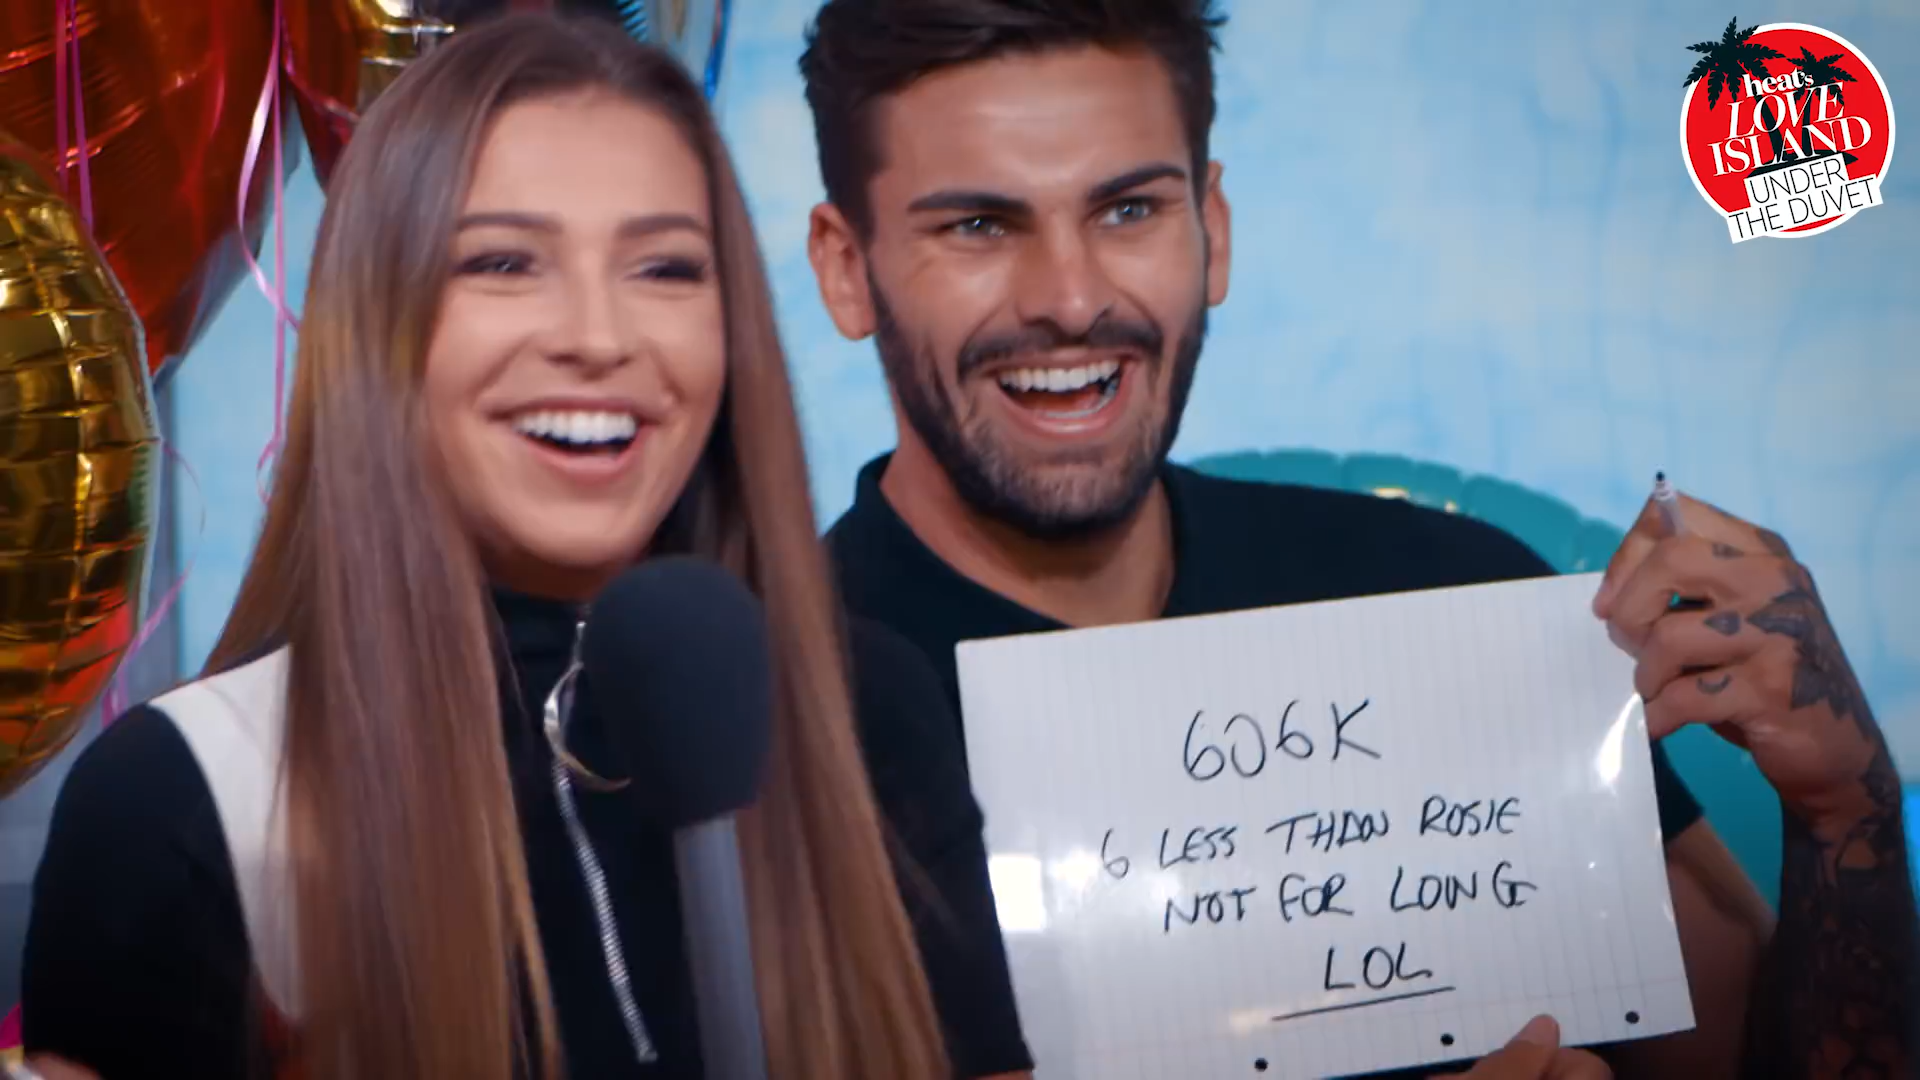 heat's
LOVE
ISLAND
UNDER
THE DUVET
606K
6 LESS THAN ROSIE
NOT FOR LONG
LOL